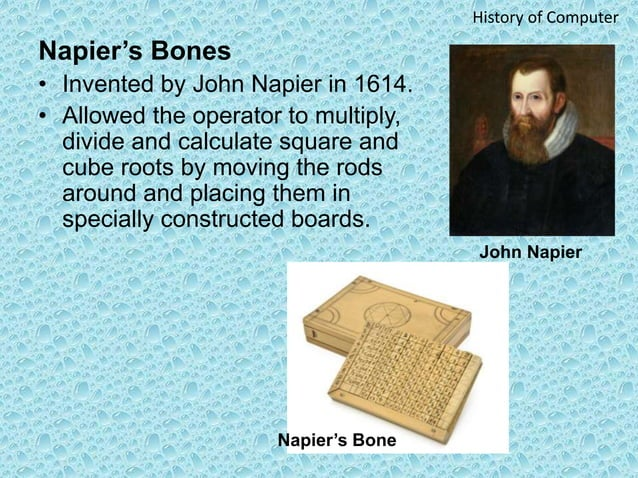 History of Computer
Napier’s Bones
• Invented by John Napier in 1614.
• Allowed the operator to multiply,
divide and calculate square and
cube roots by moving the rods
around and placing them in
specially constructed boards.
John Napier
Napier’s Bone